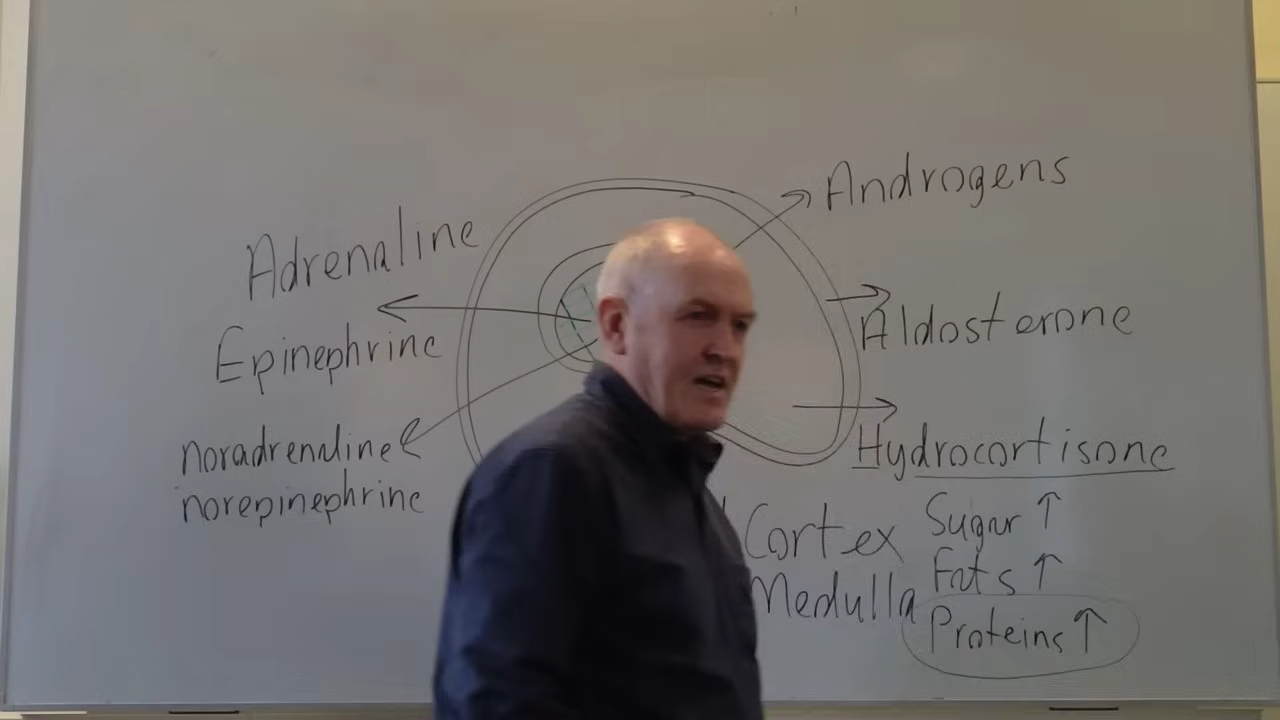 Adrenaline
Epinephrine
noradrenaline
norepinephrine
Androgens
Aldosterone
Hydrocortisone
Sugar ↑
Fats ↑
Proteins ↑
Cortex
Medulla